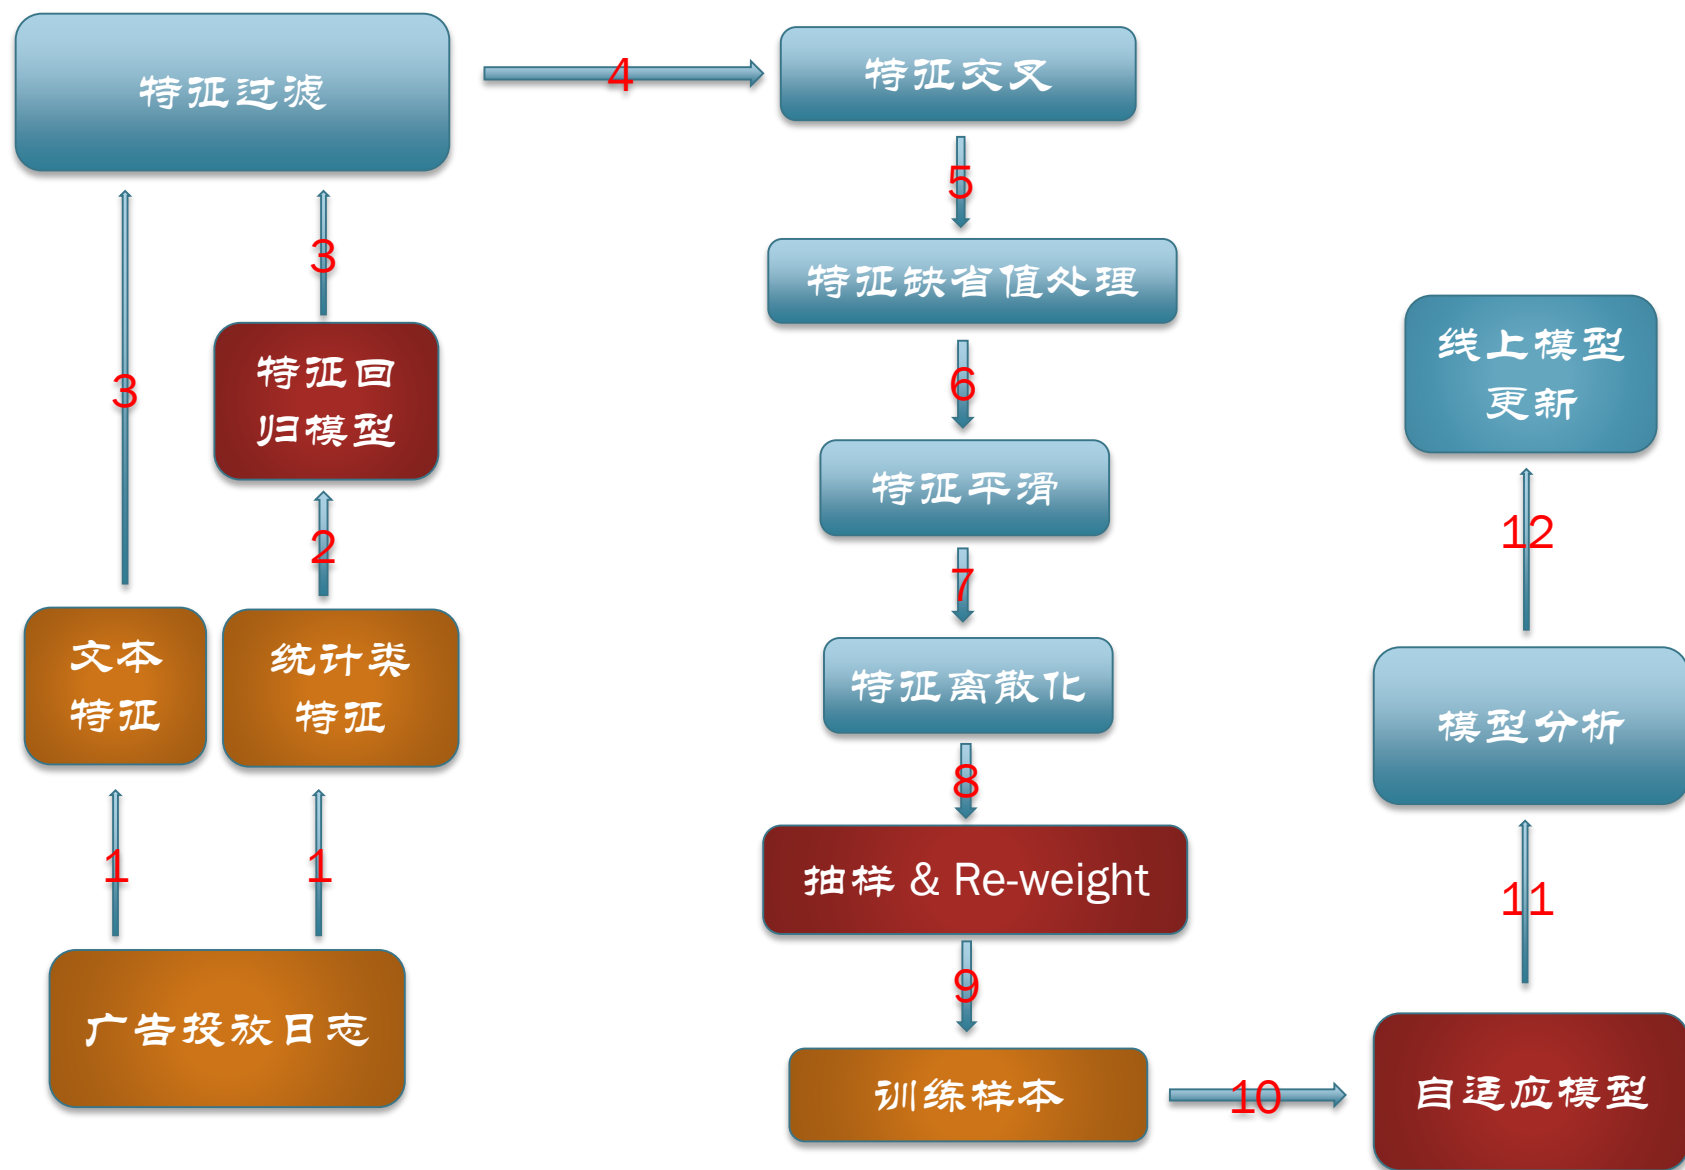 特征过滤
4
特征交叉
5
3
3
特征缺省值处理
特征回
归模型
6
线上模型
更新
2
特征平滑
12
7
文本
特征
统计类
特征
特征离散化
模型分析
8
1
1
抽样 & Re-weight
11
9
广告投放日志
训练样本
10
自适应模型